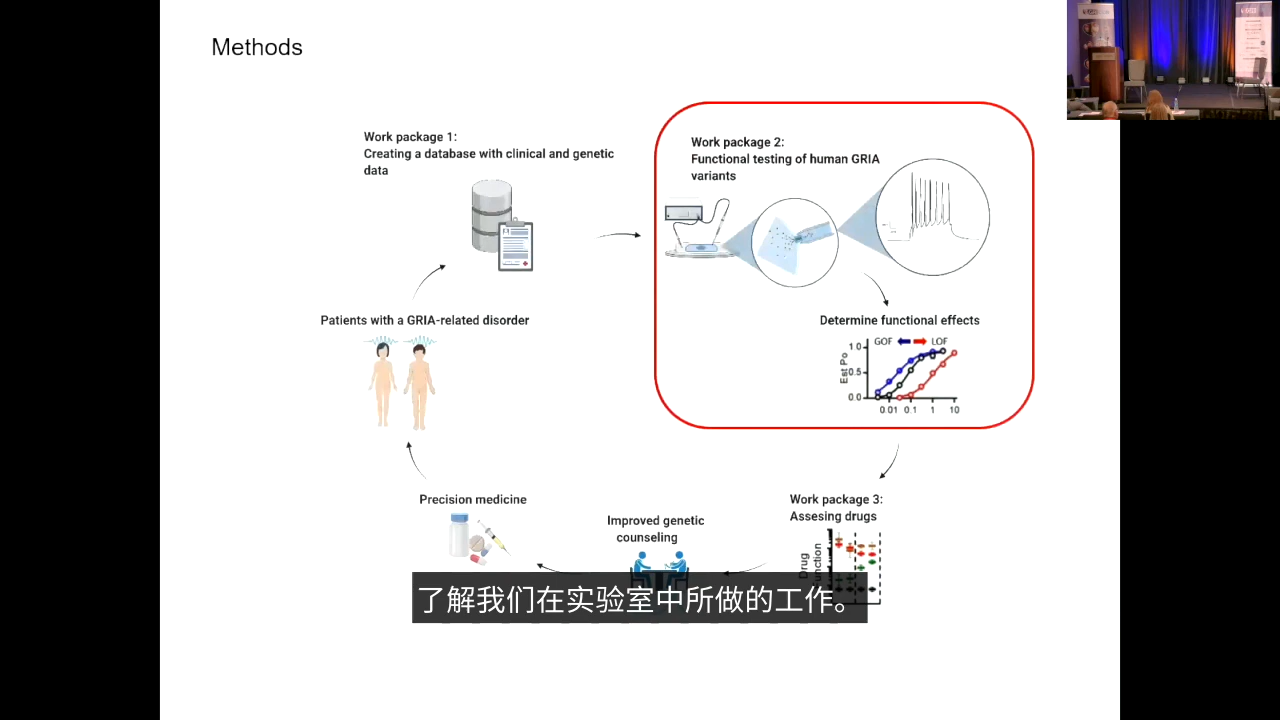 Methods
Work package 1:
Creating a database with clinical and genetic
data
Work package 2:
Functional testing of human GRIA
variants
Patients with a GRIA-related disorder
Determine functional effects
GOF LOF
Est Po
1.0
0.5
0.0
0.01 0.1 1 10
Precision medicine
Improved genetic
counseling
Work package 3:
Assesing drugs
Drug
Function
了解我们在实验室中所做的工作。